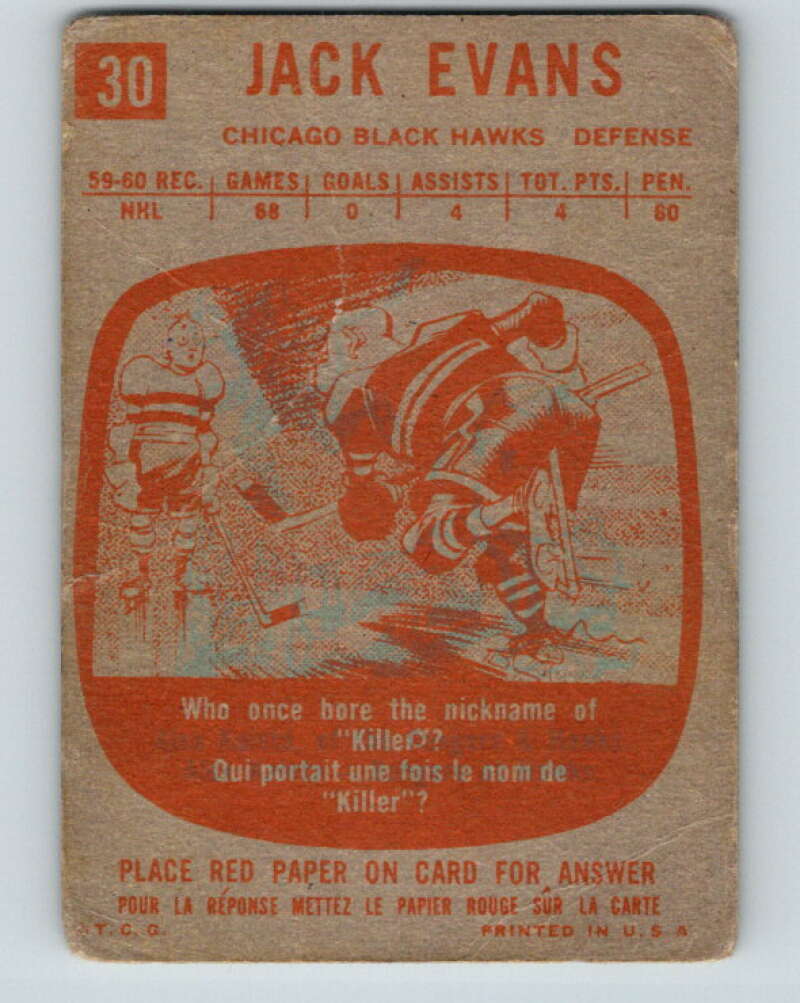 30
JACK EVANS
CHICAGO BLACK HAWKS DEFENSE
59-60 REC. GAMES GOALS ASSISTS TOT. PTS. PEN.
NHL 68 0 4 4 60
Who once bore the nickname of
"Killer"?
Qui portait une fois le nom de
"Killer"?
PLACE RED PAPER ON CARD FOR ANSWER
POUR LA RÉPONSE METTEZ LE PAPIER ROUGE SÛR LA CARTE
T.C.G. PRINTED IN U.S.A